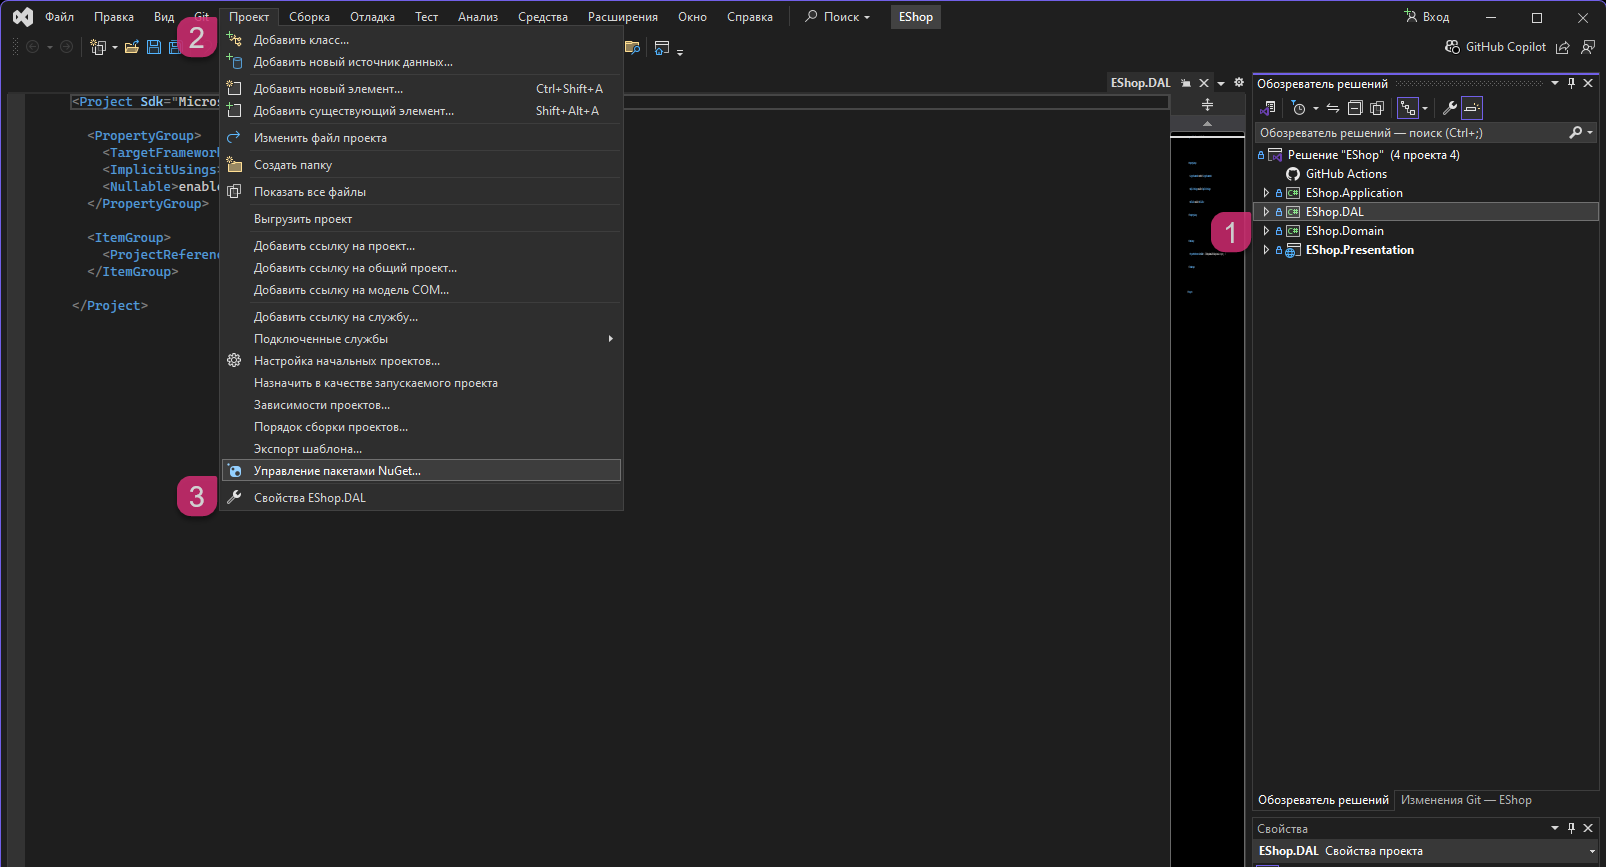 Файл Правка Вид Git Проект Сборка Отладка Тест Анализ Средства Расширения Окно Справка Поиск EShop Вход
2
GitHub Copilot
Добавить класс...
Добавить новый источник данных...
Добавить новый элемент... Ctrl+Shift+A
Добавить существующий элемент... Shift+Alt+A
Изменить файл проекта
Создать папку
Показать все файлы
Выгрузить проект
Добавить ссылку на проект...
Добавить ссылку на общий проект...
Добавить ссылку на модель COM...
Добавить ссылку на службу...
Подключенные службы
Настройка начальных проектов...
Назначить в качестве запускаемого проекта
Зависимости проектов...
Порядок сборки проектов...
Экспорт шаблона...
Управление пакетами NuGet...
3
Свойства EShop.DAL
EShop.DAL
<Project Sdk="Micros
<PropertyGroup>
<TargetFramework
<ImplicitUsings>
<Nullable>enabl
</PropertyGroup>
<ItemGroup>
<ProjectReferenc
</ItemGroup>
</Project>
Обозреватель решений
Обозреватель решений — поиск (Ctrl+;)
Решение "EShop" (4 проекта 4)
GitHub Actions
EShop.Application
EShop.DAL
1
EShop.Domain
EShop.Presentation
Обозреватель решений Изменения Git — EShop
Свойства
EShop.DAL Свойства проекта